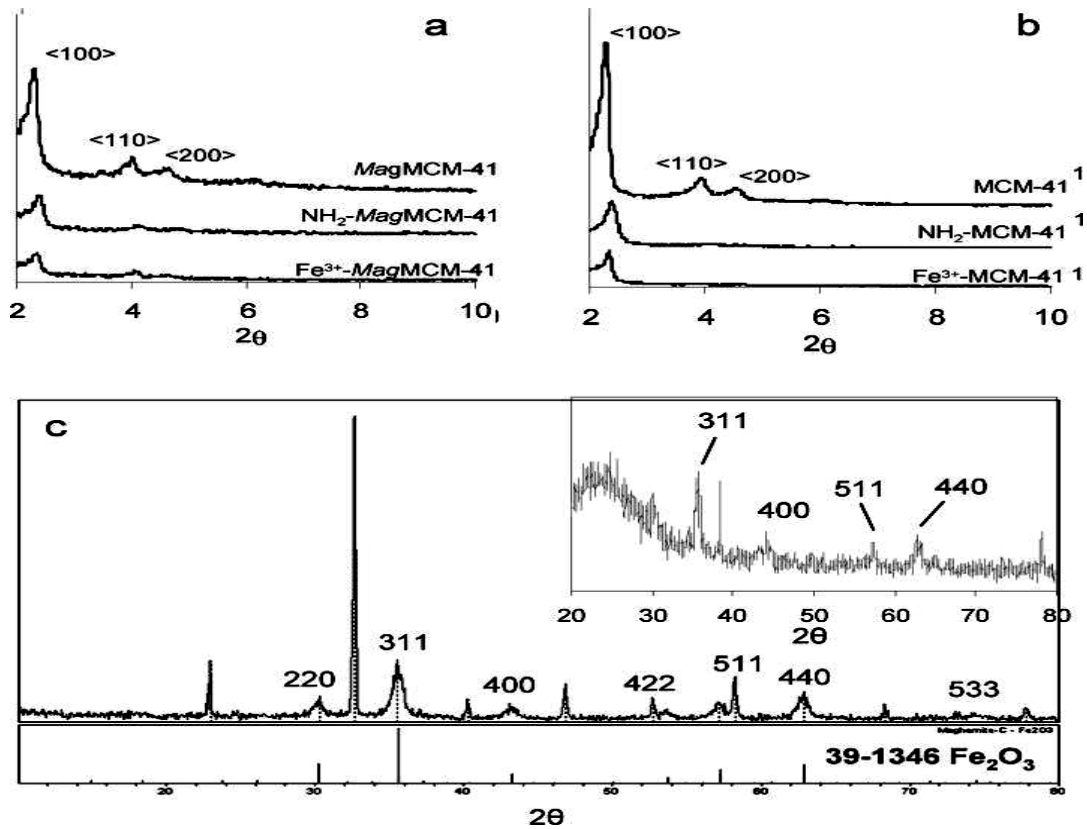 a
<100>
<110>
<200>
MagMCM-41
NH₂-MagMCM-41
Fe³⁺-MagMCM-41
2 4 6 8 10
2θ
b
<100>
<110>
<200>
MCM-41 1
NH₂-MCM-41 1
Fe³⁺-MCM-41 1
2 4 6 8 10
2θ
c
311
400
511
440
20 30 40 50 60 70 80
2θ
220
311
400
422
511
440
533
Maghemite-C - Fe2O3
39-1346 Fe₂O₃
20 30 40 50 60 70 80
2θ